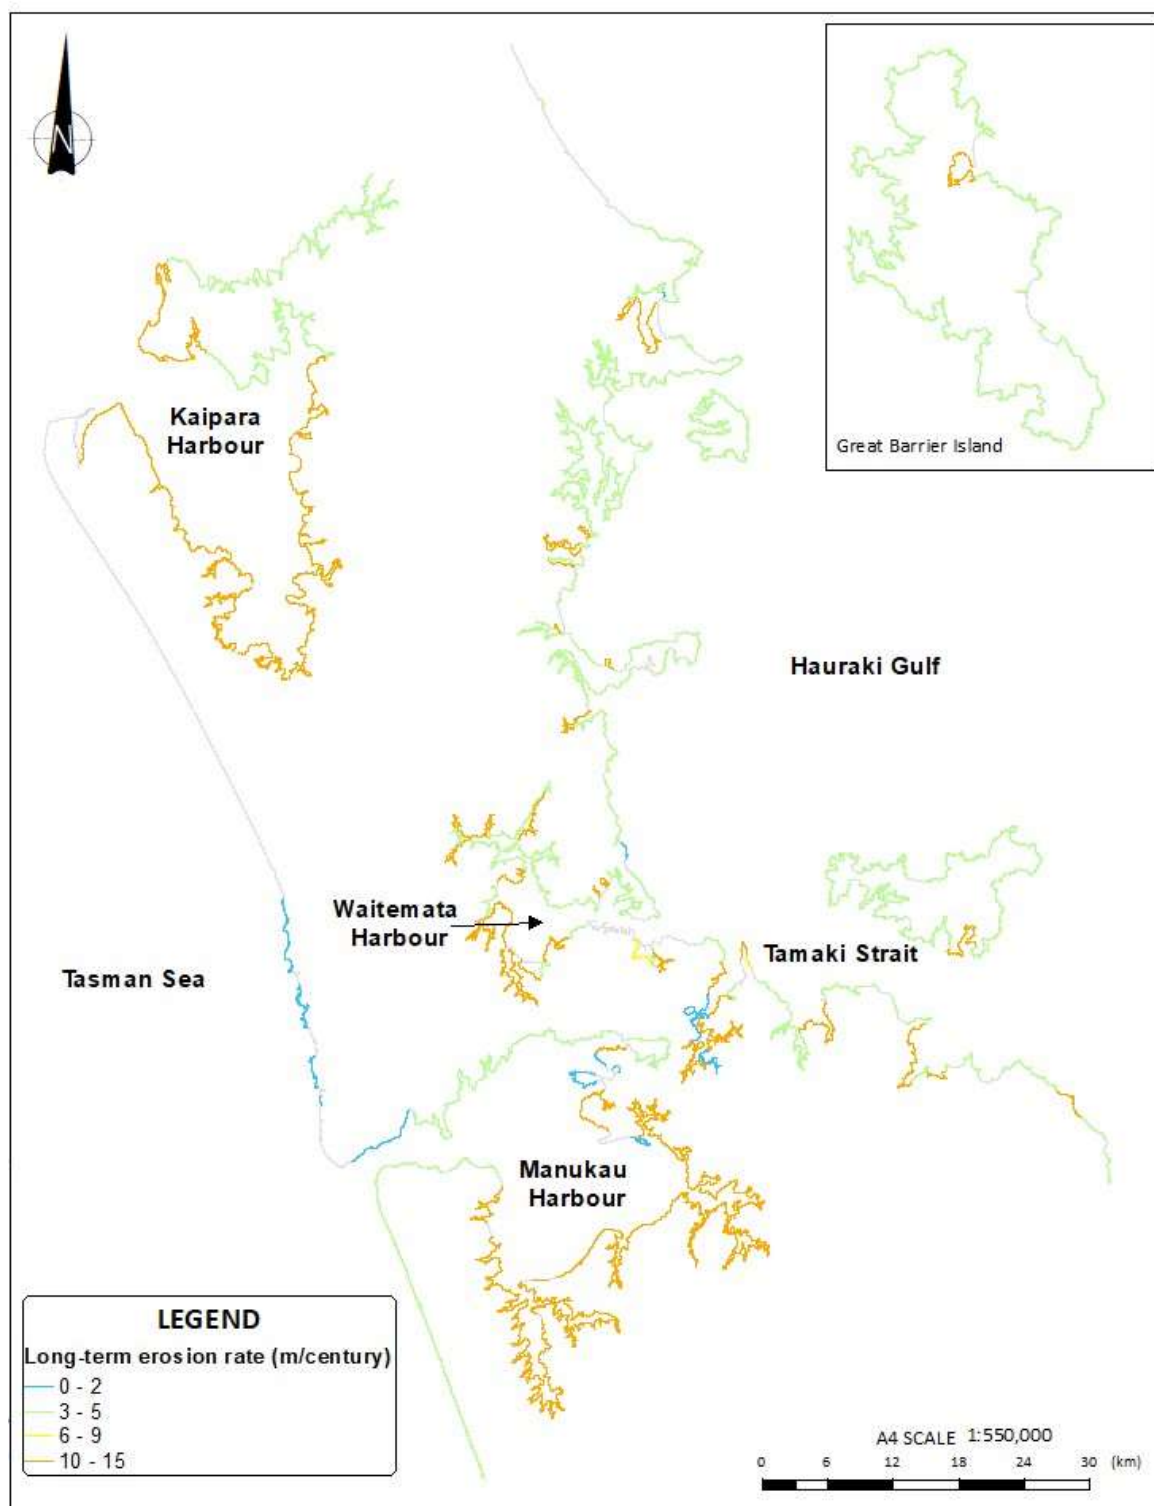 N
Great Barrier Island
Kaipara
Harbour
Hauraki Gulf
Waitemata
Harbour
Tamaki Strait
Tasman Sea
Manukau
Harbour
LEGEND
Long-term erosion rate (m/century)
0 - 2
3 - 5
6 - 9
10 - 15
A4 SCALE 1:550,000
0 6 12 18 24 30 (km)